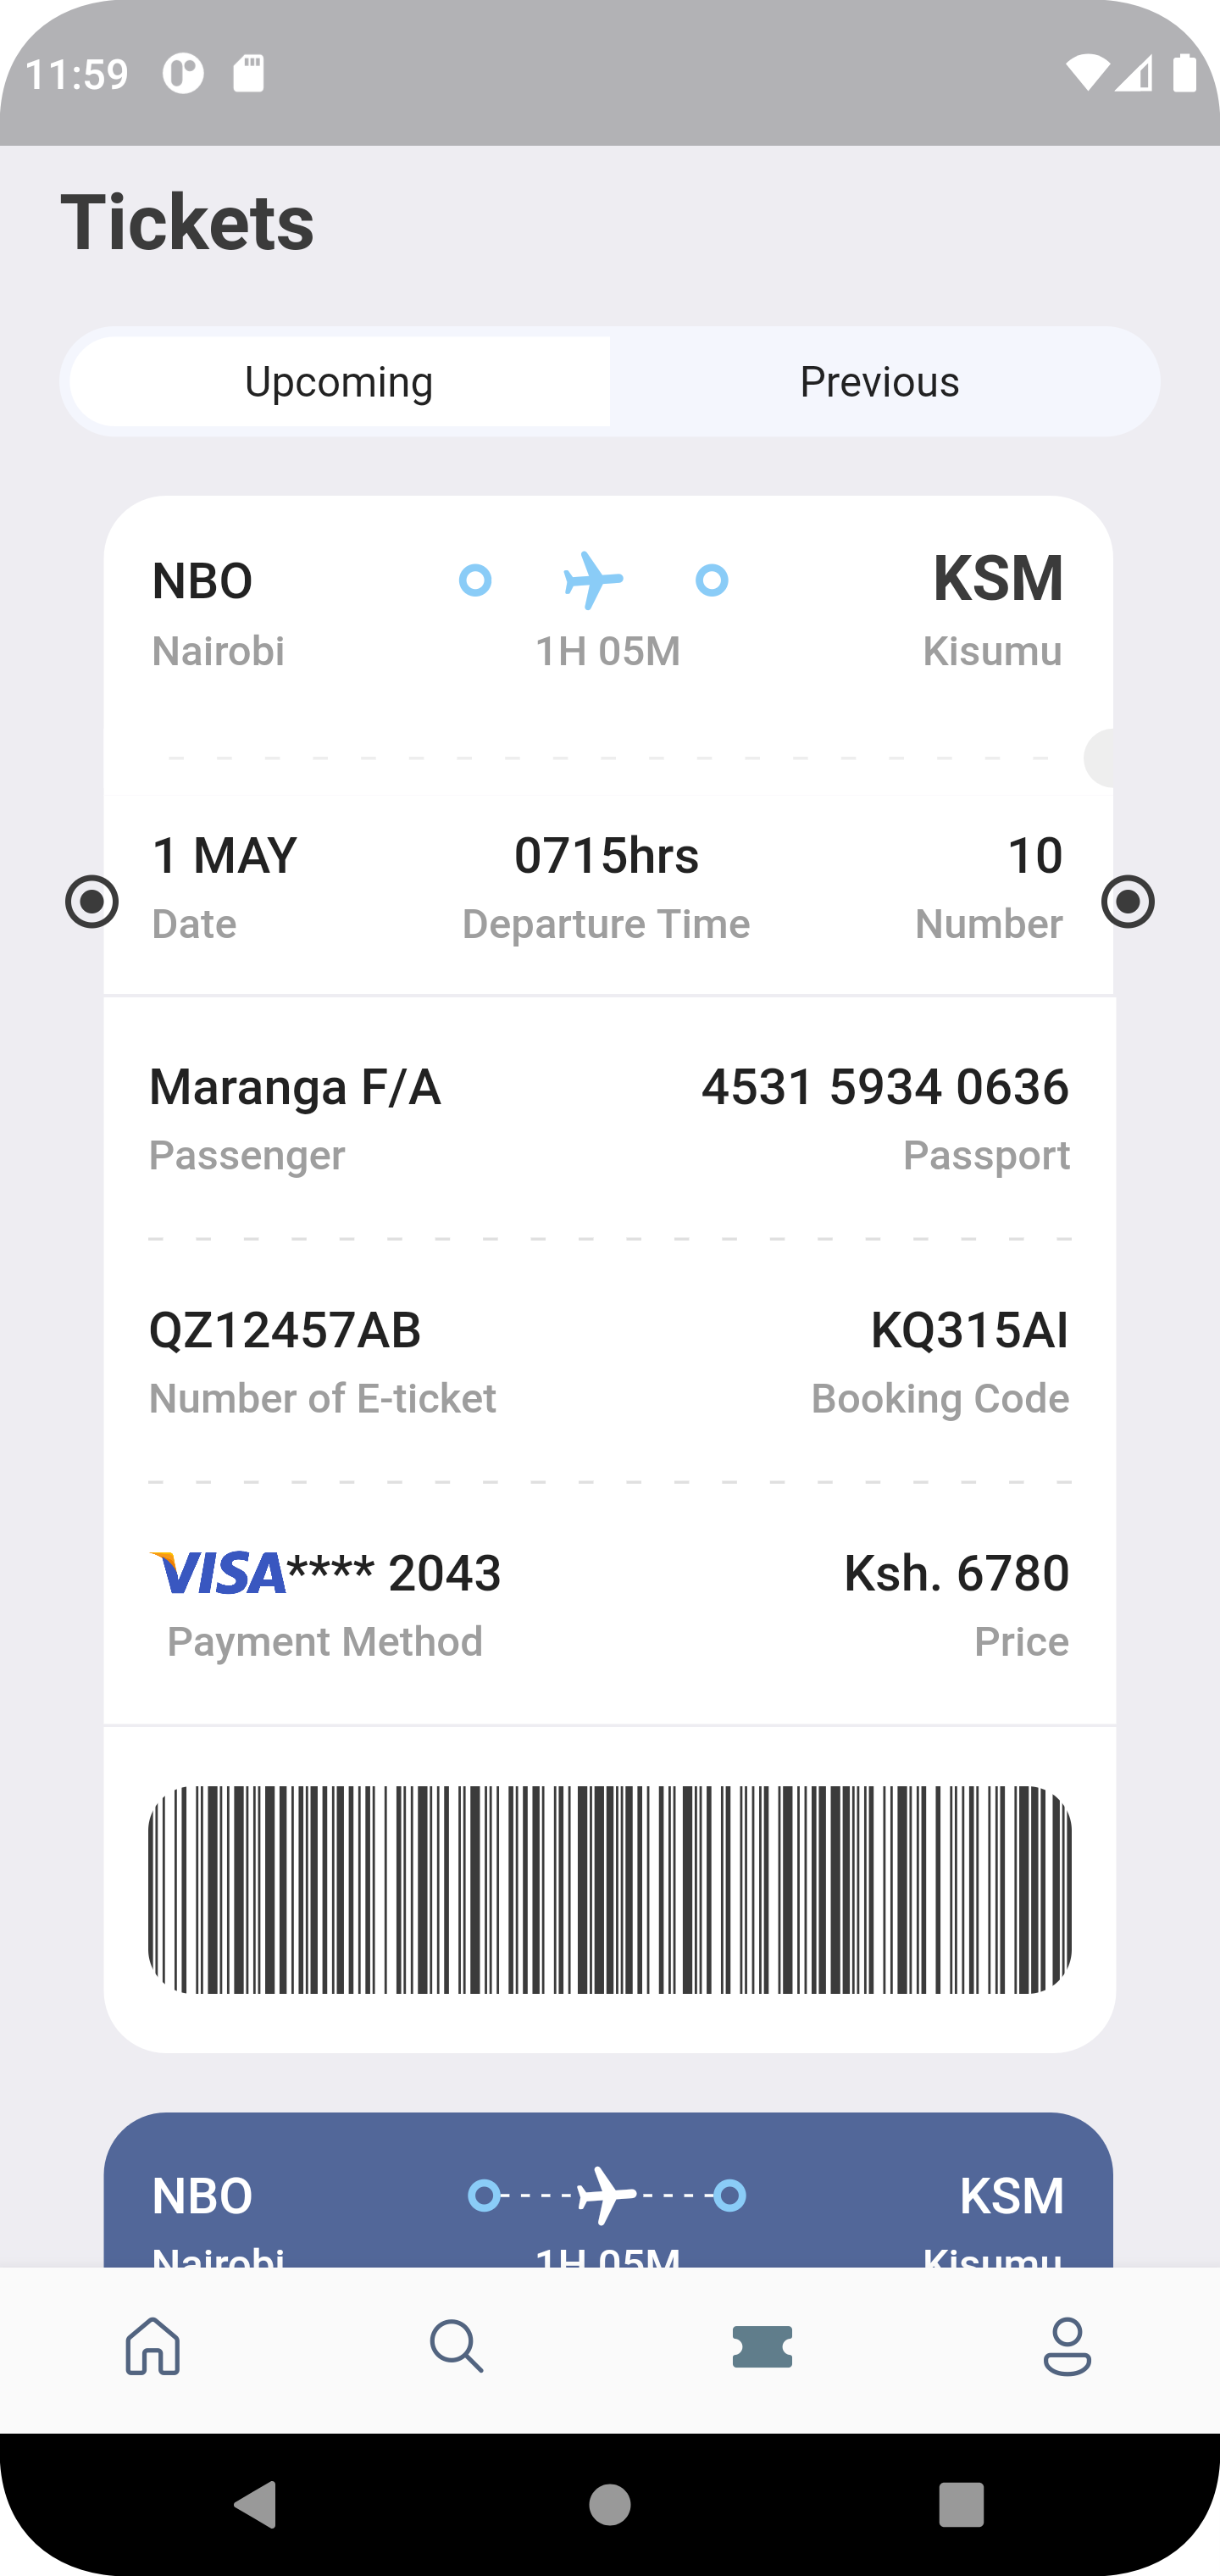 11:59
Tickets
Upcoming Previous
NBO KSM
Nairobi 1H 05M Kisumu
1 MAY 0715hrs 10
Date Departure Time Number
Maranga F/A 4531 5934 0636
Passenger Passport
QZ12457AB KQ315AI
Number of E-ticket Booking Code
VISA**** 2043 Ksh. 6780
Payment Method Price
NBO KSM
Nairobi 1H 05M Kisumu